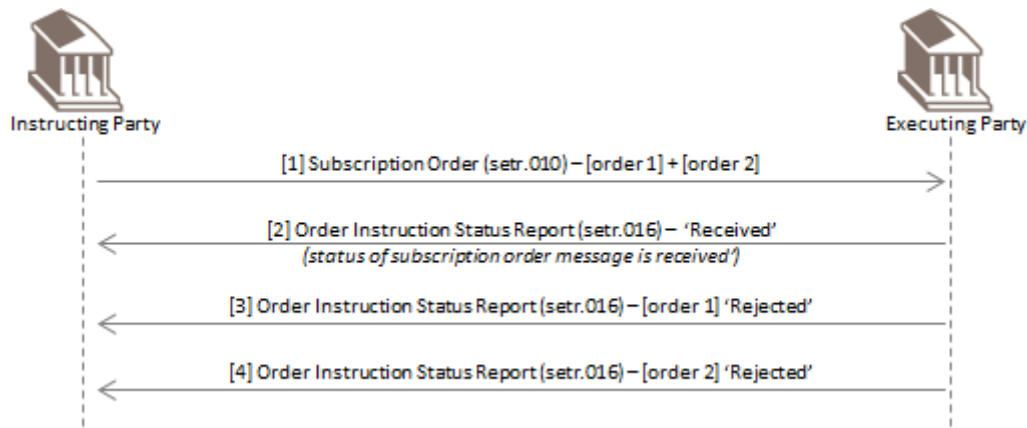 Instructing Party
Executing Party
[1] Subscription Order (setr.010) – [order 1] + [order 2]
[2] Order Instruction Status Report (setr.016) – ‘Received’
(status of subscription order message is received’)
[3] Order Instruction Status Report (setr.016) – [order 1] ‘Rejected’
[4] Order Instruction Status Report (setr.016) – [order 2] ‘Rejected’